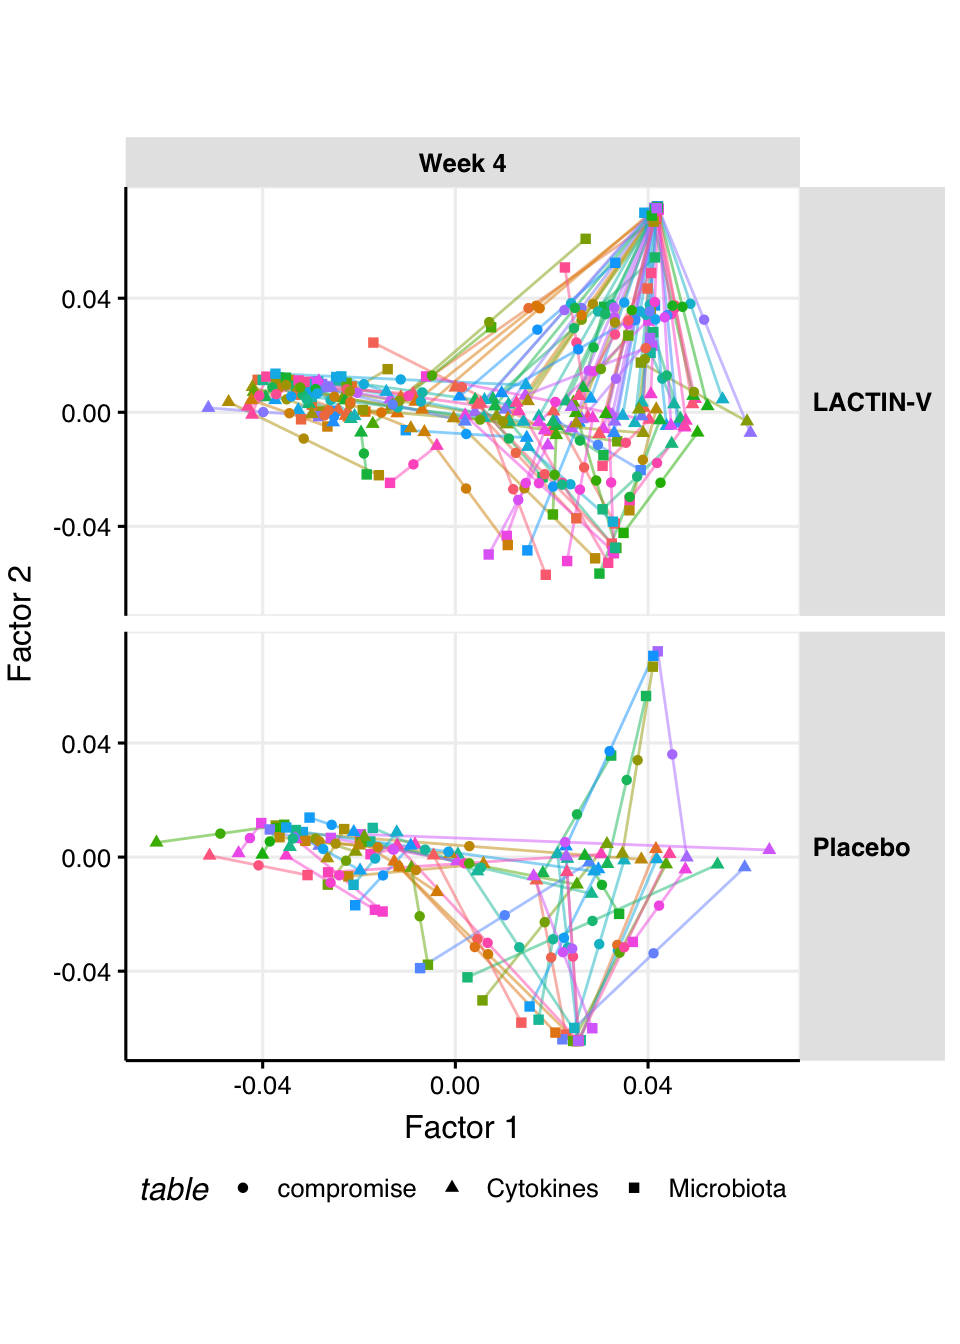 Week 4
0.04
0.00
-0.04
LACTIN-V
Factor 2
0.04
0.00
-0.04
Placebo
-0.04 0.00 0.04
Factor 1
table compromise Cytokines Microbiota